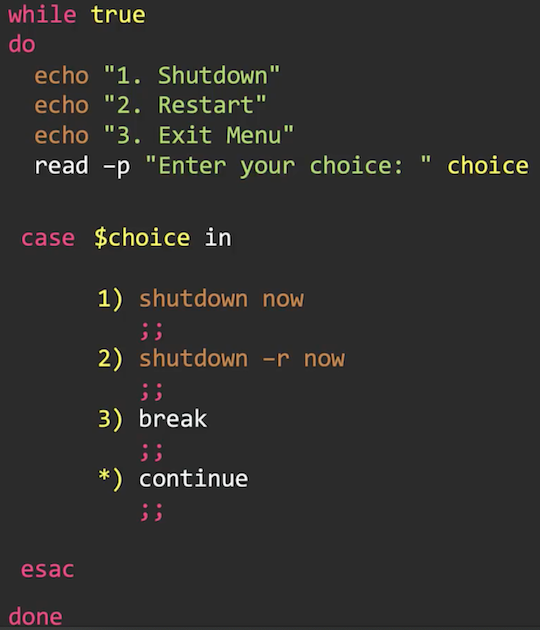 while true
do
echo "1. Shutdown"
echo "2. Restart"
echo "3. Exit Menu"
read –p "Enter your choice: " choice
case $choice in
1) shutdown now
;;
2) shutdown –r now
;;
3) break
;;
*) continue
;;
esac
done